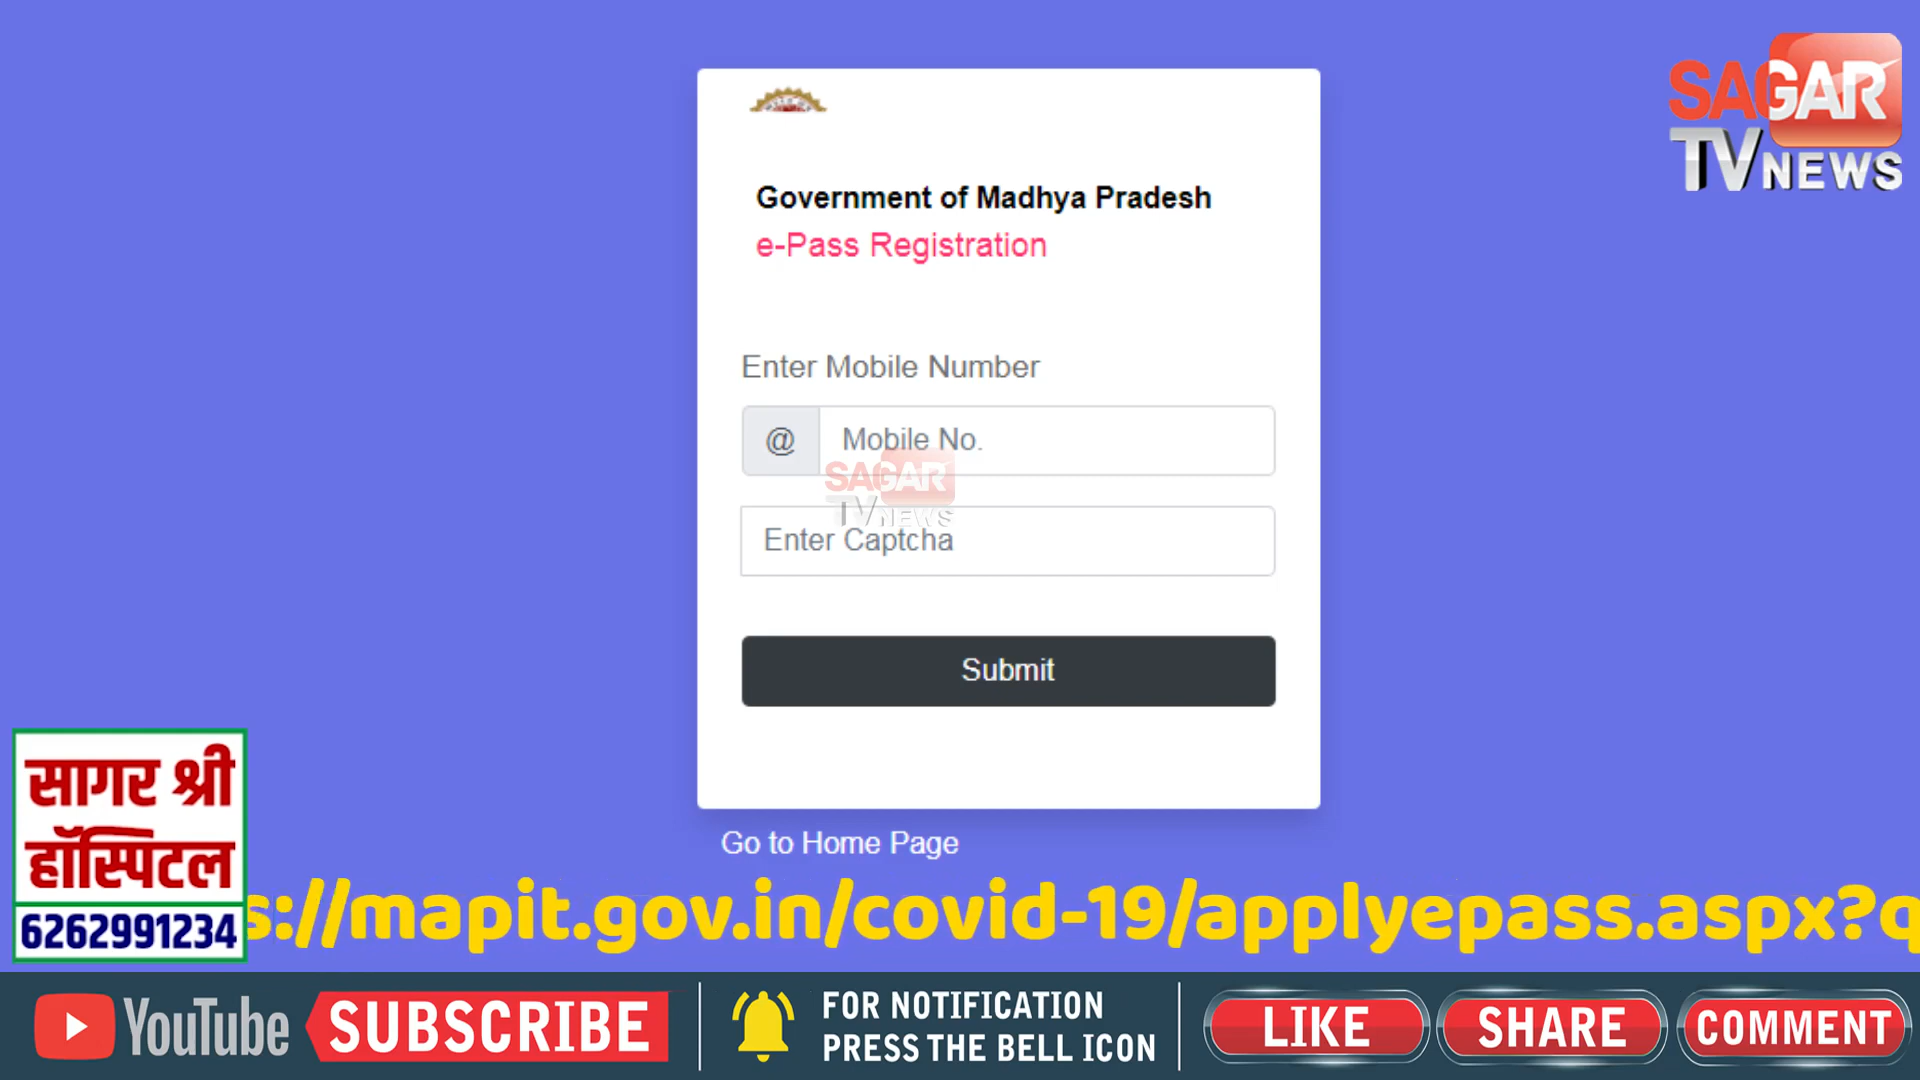 SAGAR
TV NEWS
Government of Madhya Pradesh
e-Pass Registration
Enter Mobile Number
@ Mobile No.
SAGAR
TV NEWS
Enter Captcha
Submit
Go to Home Page
सागर श्री
हॉस्पिटल
6262991234
s://mapit.gov.in/covid-19/applyepass.aspx?q
YouTube SUBSCRIBE
FOR NOTIFICATION
PRESS THE BELL ICON
LIKE SHARE COMMENT